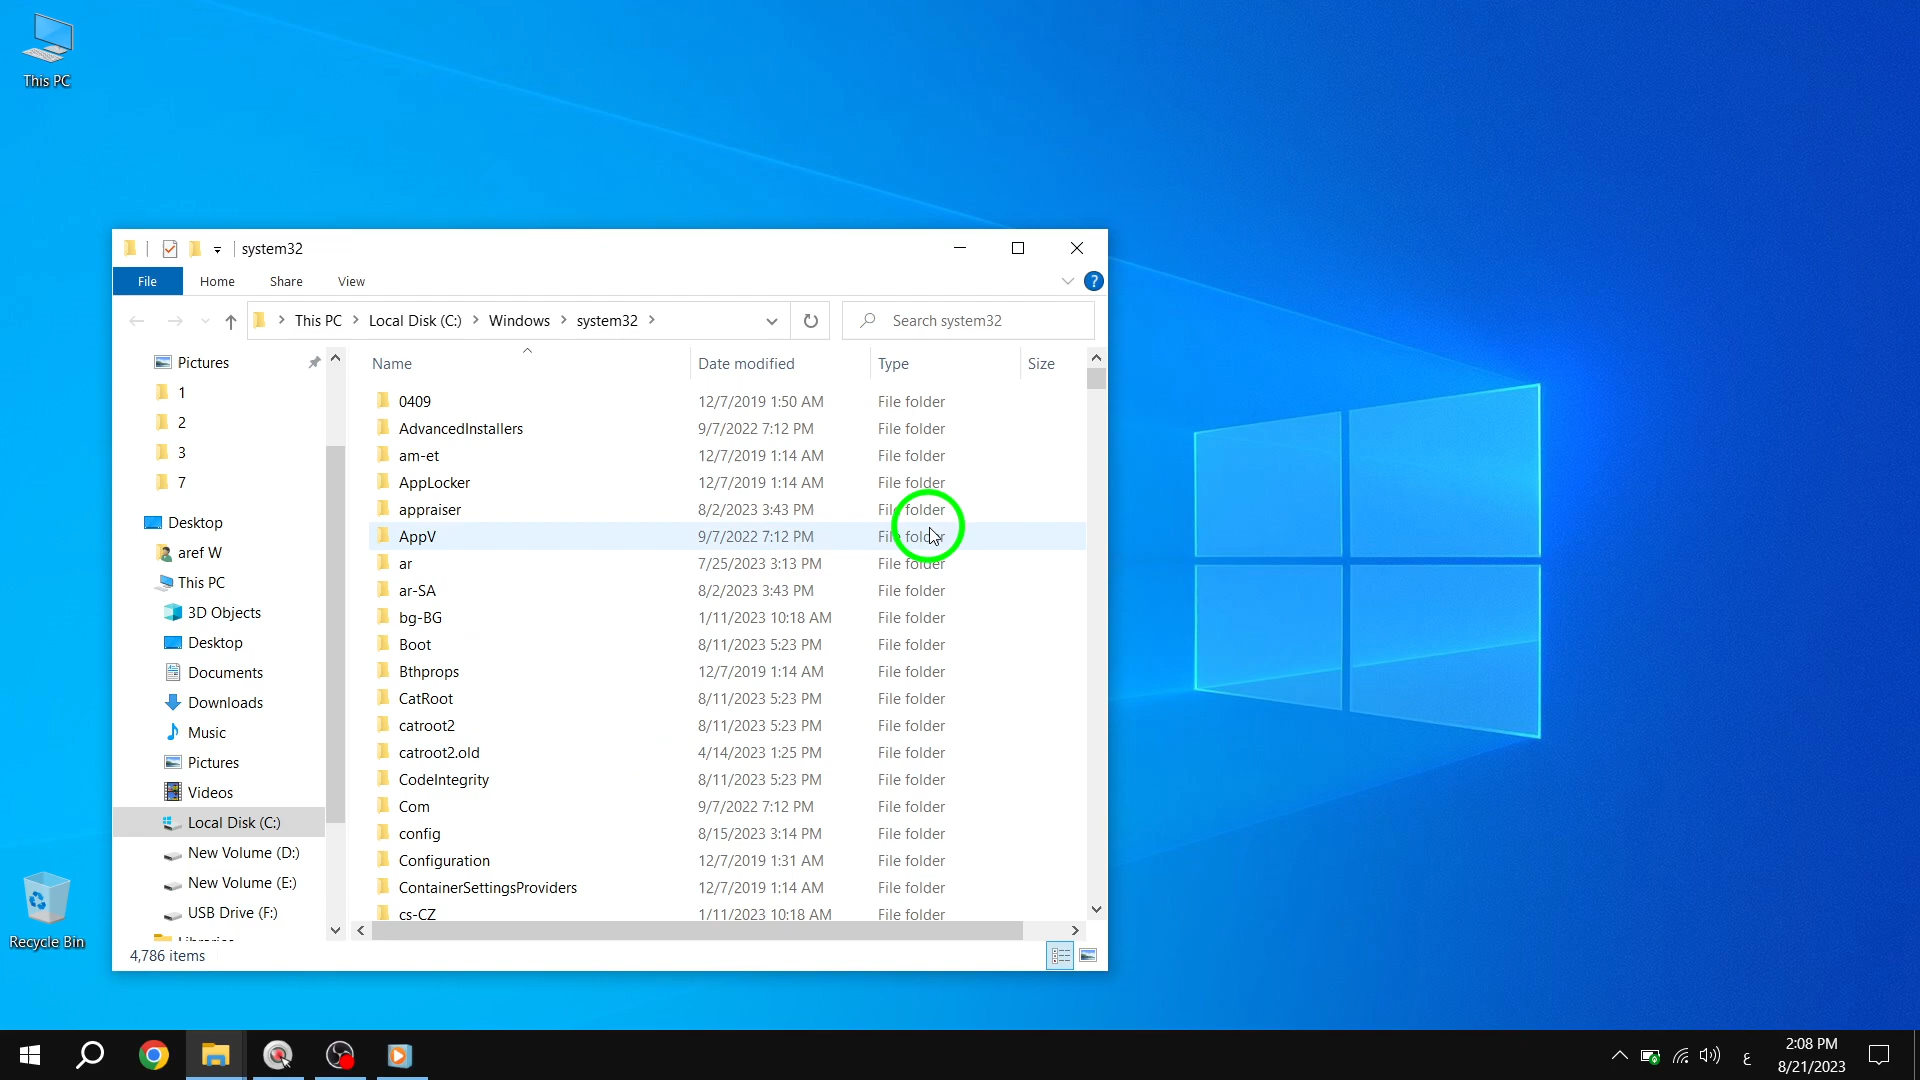 This PC
system32
File Home Share View
This PC Local Disk (C:) Windows system32
Search system32
Pictures
1
2
3
7
Desktop
aref W
This PC
3D Objects
Desktop
Documents
Downloads
Music
Pictures
Videos
Local Disk (C:)
New Volume (D:)
New Volume (E:)
USB Drive (F:)
Libraries
Name Date modified Type Size
0409 12/7/2019 1:50 AM File folder
AdvancedInstallers 9/7/2022 7:12 PM File folder
am-et 12/7/2019 1:14 AM File folder
AppLocker 12/7/2019 1:14 AM File folder
appraiser 8/2/2023 3:43 PM File folder
AppV 9/7/2022 7:12 PM File folder
ar 7/25/2023 3:13 PM File folder
ar-SA 8/2/2023 3:43 PM File folder
bg-BG 1/11/2023 10:18 AM File folder
Boot 8/11/2023 5:23 PM File folder
Bthprops 12/7/2019 1:14 AM File folder
CatRoot 8/11/2023 5:23 PM File folder
catroot2 8/11/2023 5:23 PM File folder
catroot2.old 4/14/2023 1:25 PM File folder
CodeIntegrity 8/11/2023 5:23 PM File folder
Com 9/7/2022 7:12 PM File folder
config 8/15/2023 3:14 PM File folder
Configuration 12/7/2019 1:31 AM File folder
ContainerSettingsProviders 12/7/2019 1:14 AM File folder
cs-CZ 1/11/2023 10:18 AM File folder
4,786 items
Recycle Bin
ع
2:08 PM
8/21/2023